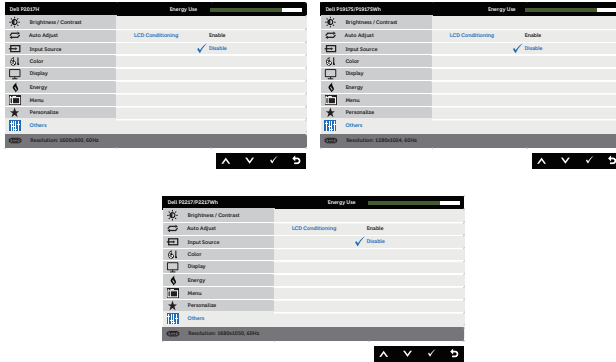 Dell P2017H Energy Use
Brightness / Contrast
Auto Adjust LCD Conditioning Enable
Input Source Disable
Color
Display
Energy
Menu
Personalize
Others
Resolution: 1600x900, 60Hz
Dell P1917S/P1917SWh Energy Use
Brightness / Contrast
Auto Adjust LCD Conditioning Enable
Input Source Disable
Color
Display
Energy
Menu
Personalize
Others
Resolution: 1280x1024, 60Hz
Dell P2217/P2217Wh Energy Use
Brightness / Contrast
Auto Adjust LCD Conditioning Enable
Input Source Disable
Color
Display
Energy
Menu
Personalize
Others
Resolution: 1680x1050, 60Hz